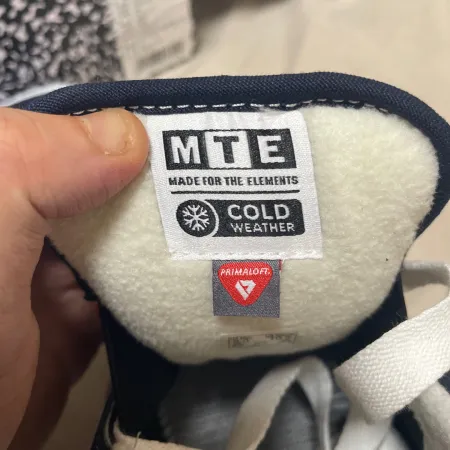 MTE
MADE FOR THE ELEMENTS
COLD
WEATHER
PRIMALOFT